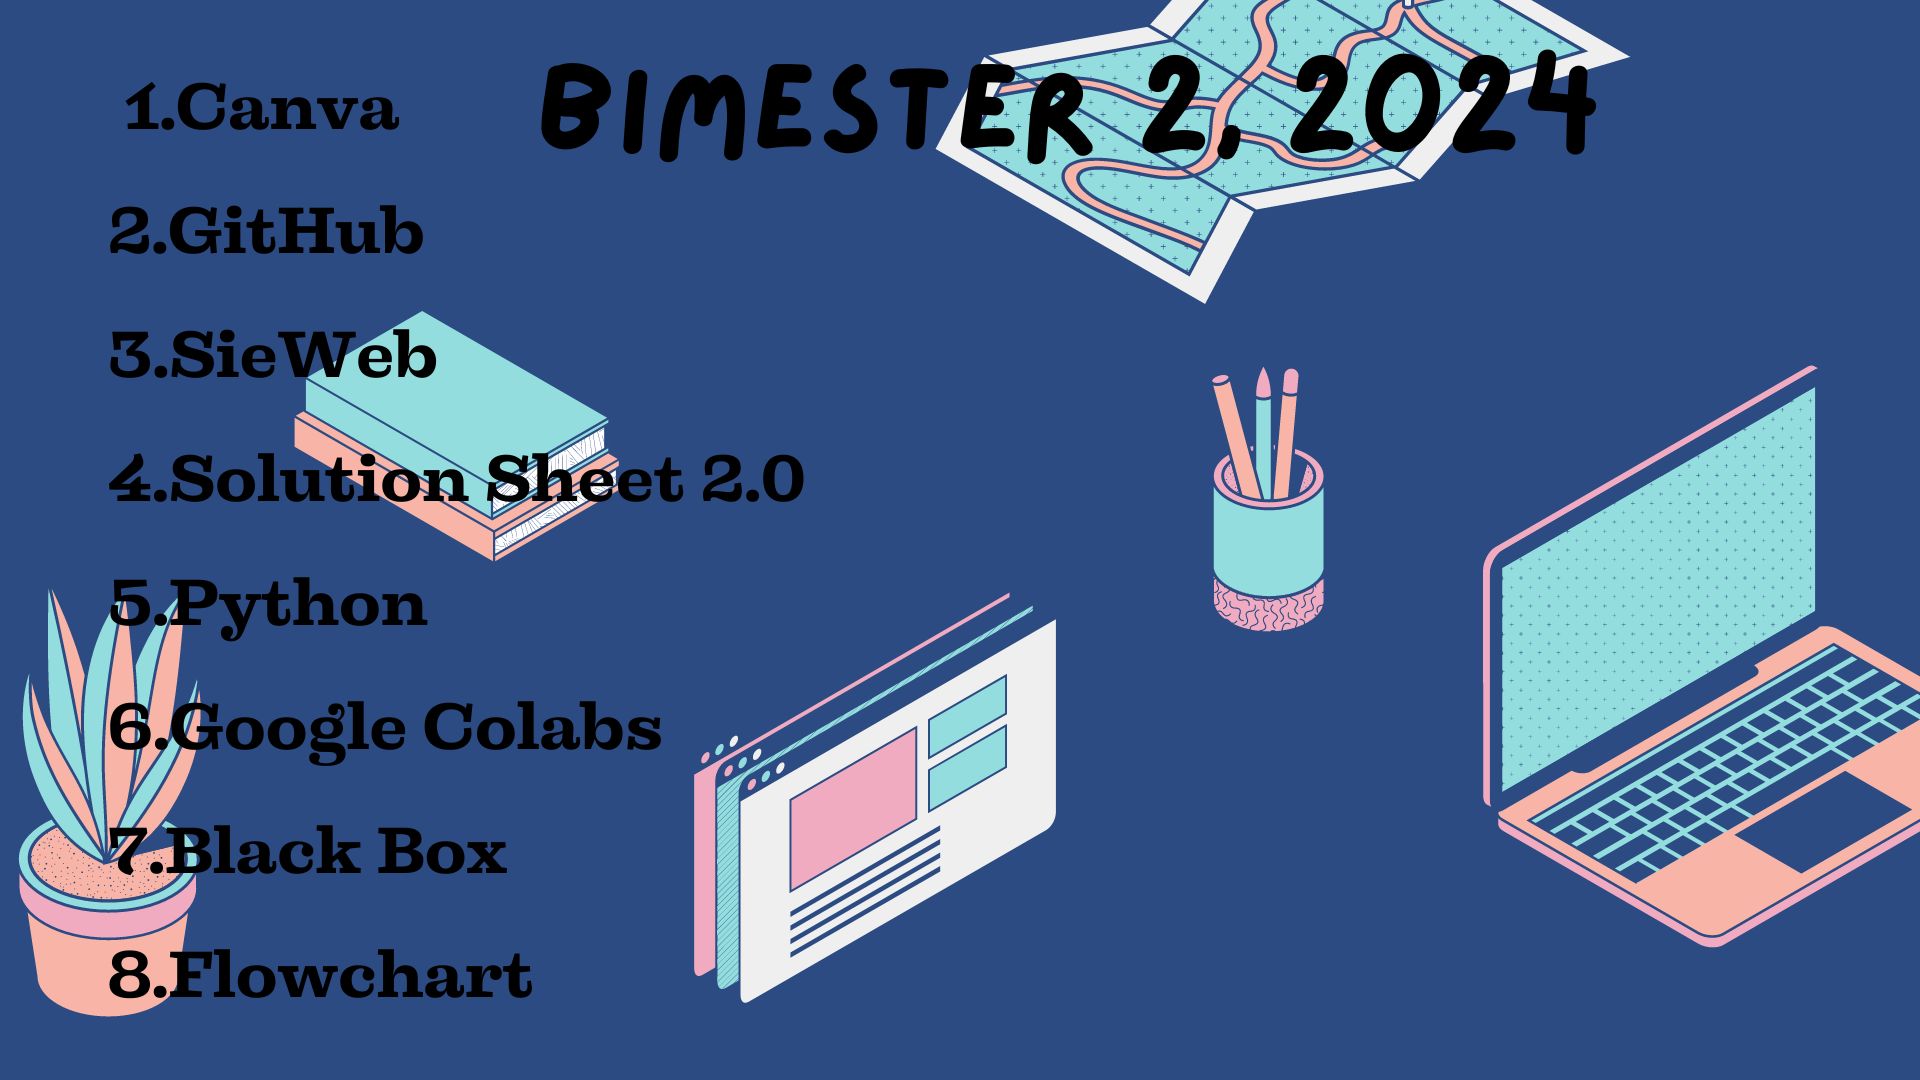 BIMESTER 2, 2024
1.Canva
2.GitHub
3.SieWeb
4.Solution Sheet 2.0
5.Python
6.Google Colabs
7.Black Box
8.Flowchart